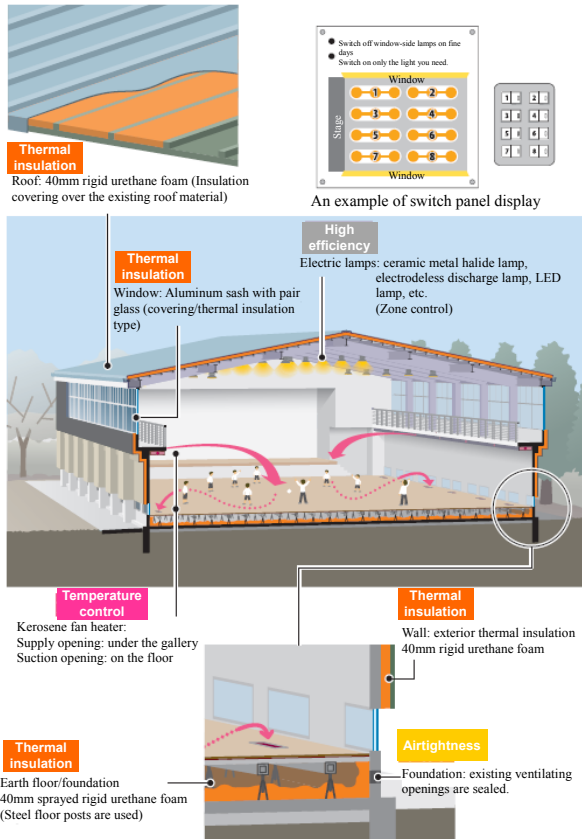 Thermal
insulation
Roof: 40mm rigid urethane foam (Insulation
covering over the existing roof material)
● Switch off window-side lamps on fine
days
● Switch on only the light you need.
Window
Stage
1 2
3 4
5 6
7 8
Window
1 2
3 4
5 6
7 8
An example of switch panel display
High
efficiency
Electric lamps: ceramic metal halide lamp,
electrodeless discharge lamp, LED
lamp, etc.
(Zone control)
Thermal
insulation
Window: Aluminum sash with pair
glass (covering/thermal insulation
type)
Temperature
control
Kerosene fan heater:
Supply opening: under the gallery
Suction opening: on the floor
Thermal
insulation
Wall: exterior thermal insulation
40mm rigid urethane foam
Thermal
insulation
Earth floor/foundation
40mm sprayed rigid urethane foam
(Steel floor posts are used)
Airtightness
Foundation: existing ventilating
openings are sealed.